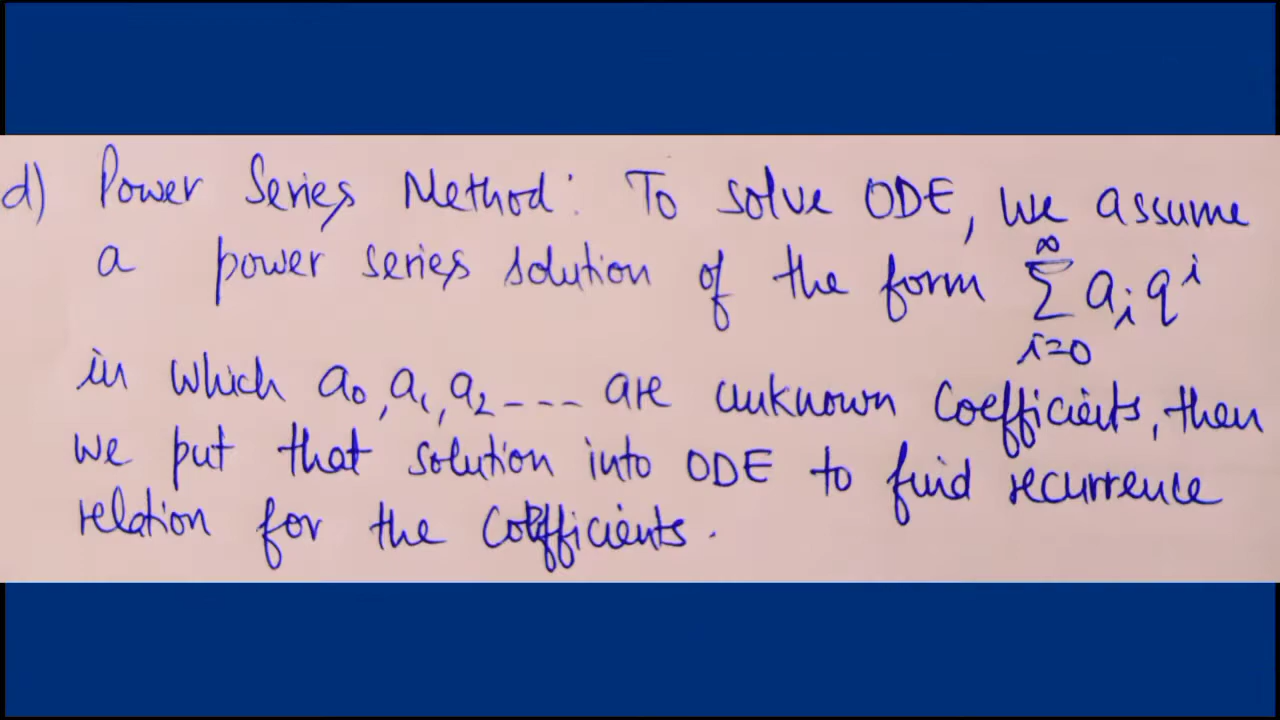 d) Power Series Method: To solve ODE, we assume
a power series solution of the form ∑_{i=0}^{∞} a_i q^i
in which a₀, a₁, a₂ ---- are unknown Coefficients, then
we put that solution into ODE to find recurrence
relation for the Coefficients.